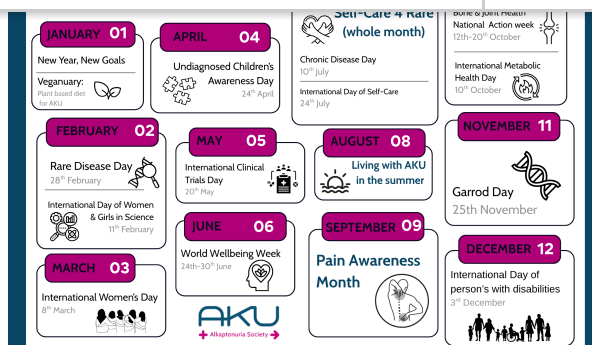 JANUARY 01
New Year, New Goals
Veganuary:
Plant based diet
for AKU
FEBRUARY 02
Rare Disease Day
28th February
International Day of Women
& Girls in Science
11th February
MARCH 03
International Women's Day
8th March
APRIL 04
Undiagnosed Children's
Awareness Day
24th April
MAY 05
International Clinical
Trials Day
20th May
JUNE 06
World Wellbeing Week
24th-30th June
AKU
Alkaptonuria Society
Self-Care 4 Rare
(whole month)
Chronic Disease Day
10th July
International Day of Self-Care
24th July
AUGUST 08
Living with AKU
in the summer
SEPTEMBER 09
Pain Awareness
Month
Bone & Joint Health
National Action week
12th-20th October
International Metabolic
Health Day
10th October
NOVEMBER 11
Garrod Day
25th November
DECEMBER 12
International Day of
person's with disabilities
3rd December